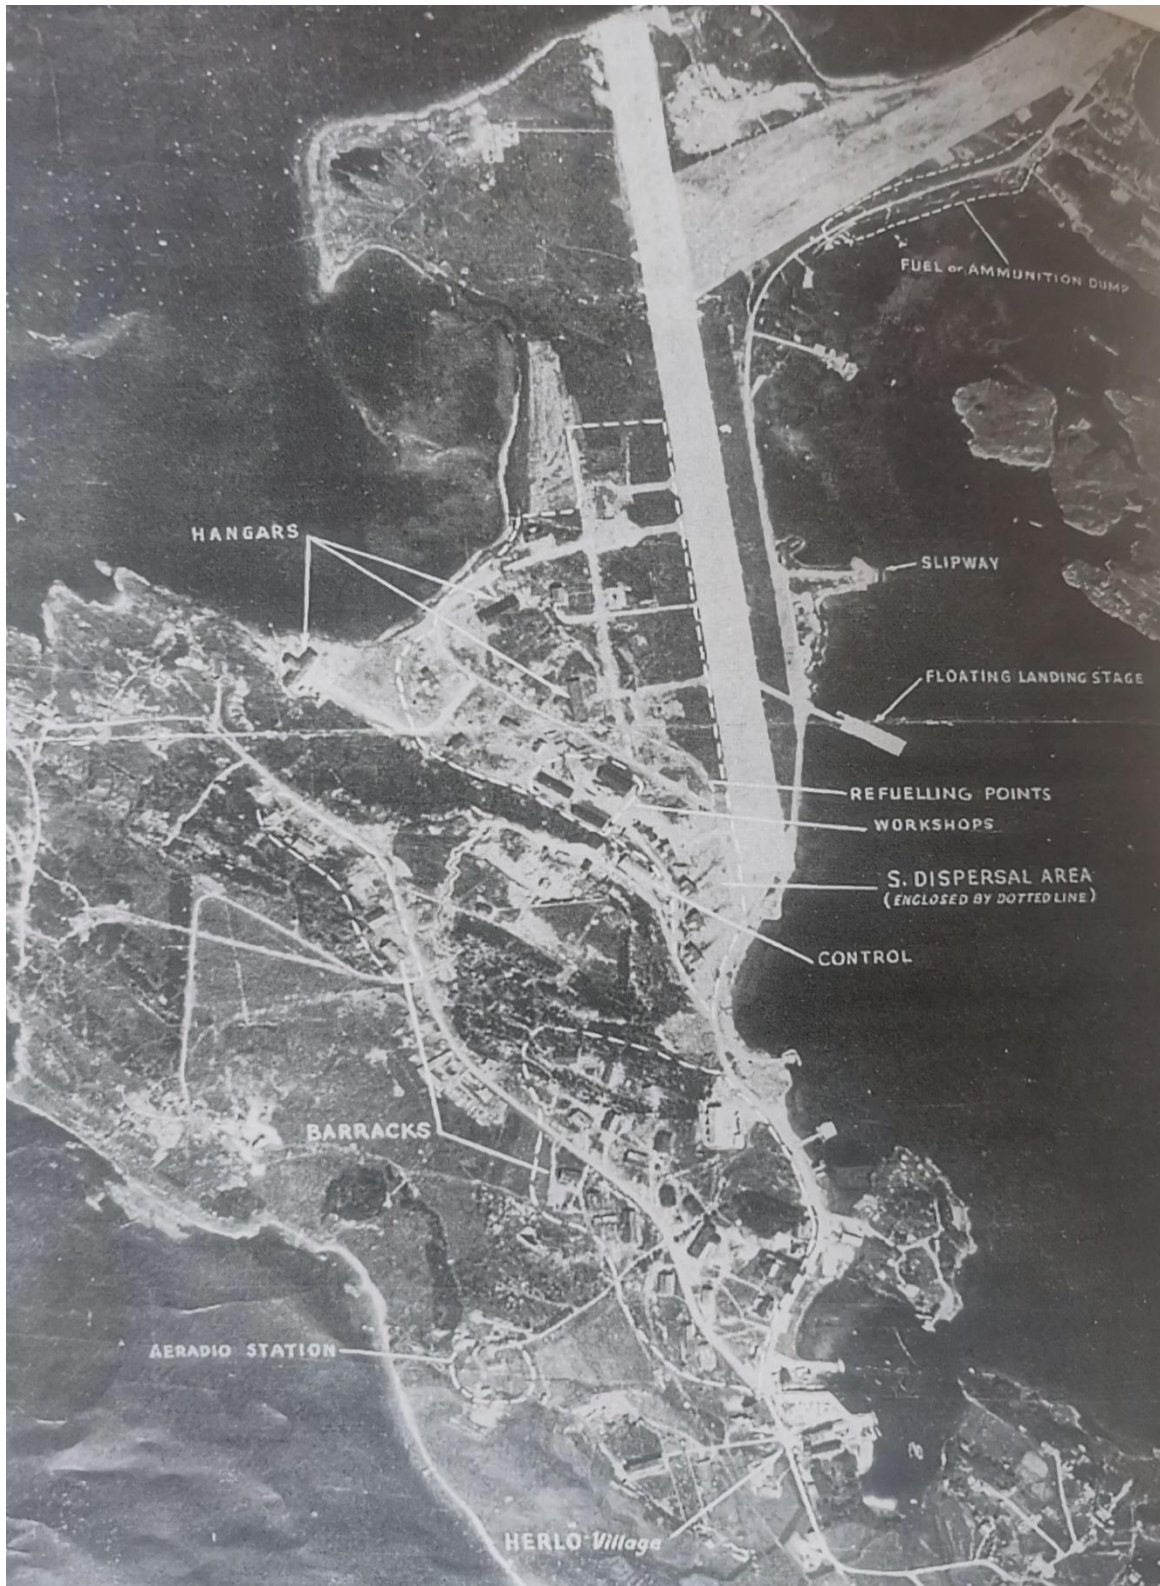 FUEL or AMMUNITION DUMP
HANGARS
SLIPWAY
FLOATING LANDING STAGE
REFUELLING POINTS
WORKSHOPS
S. DISPERSAL AREA
(ENCLOSED BY DOTTED LINE)
CONTROL
BARRACKS
AERADIO STATION
HERLO Village